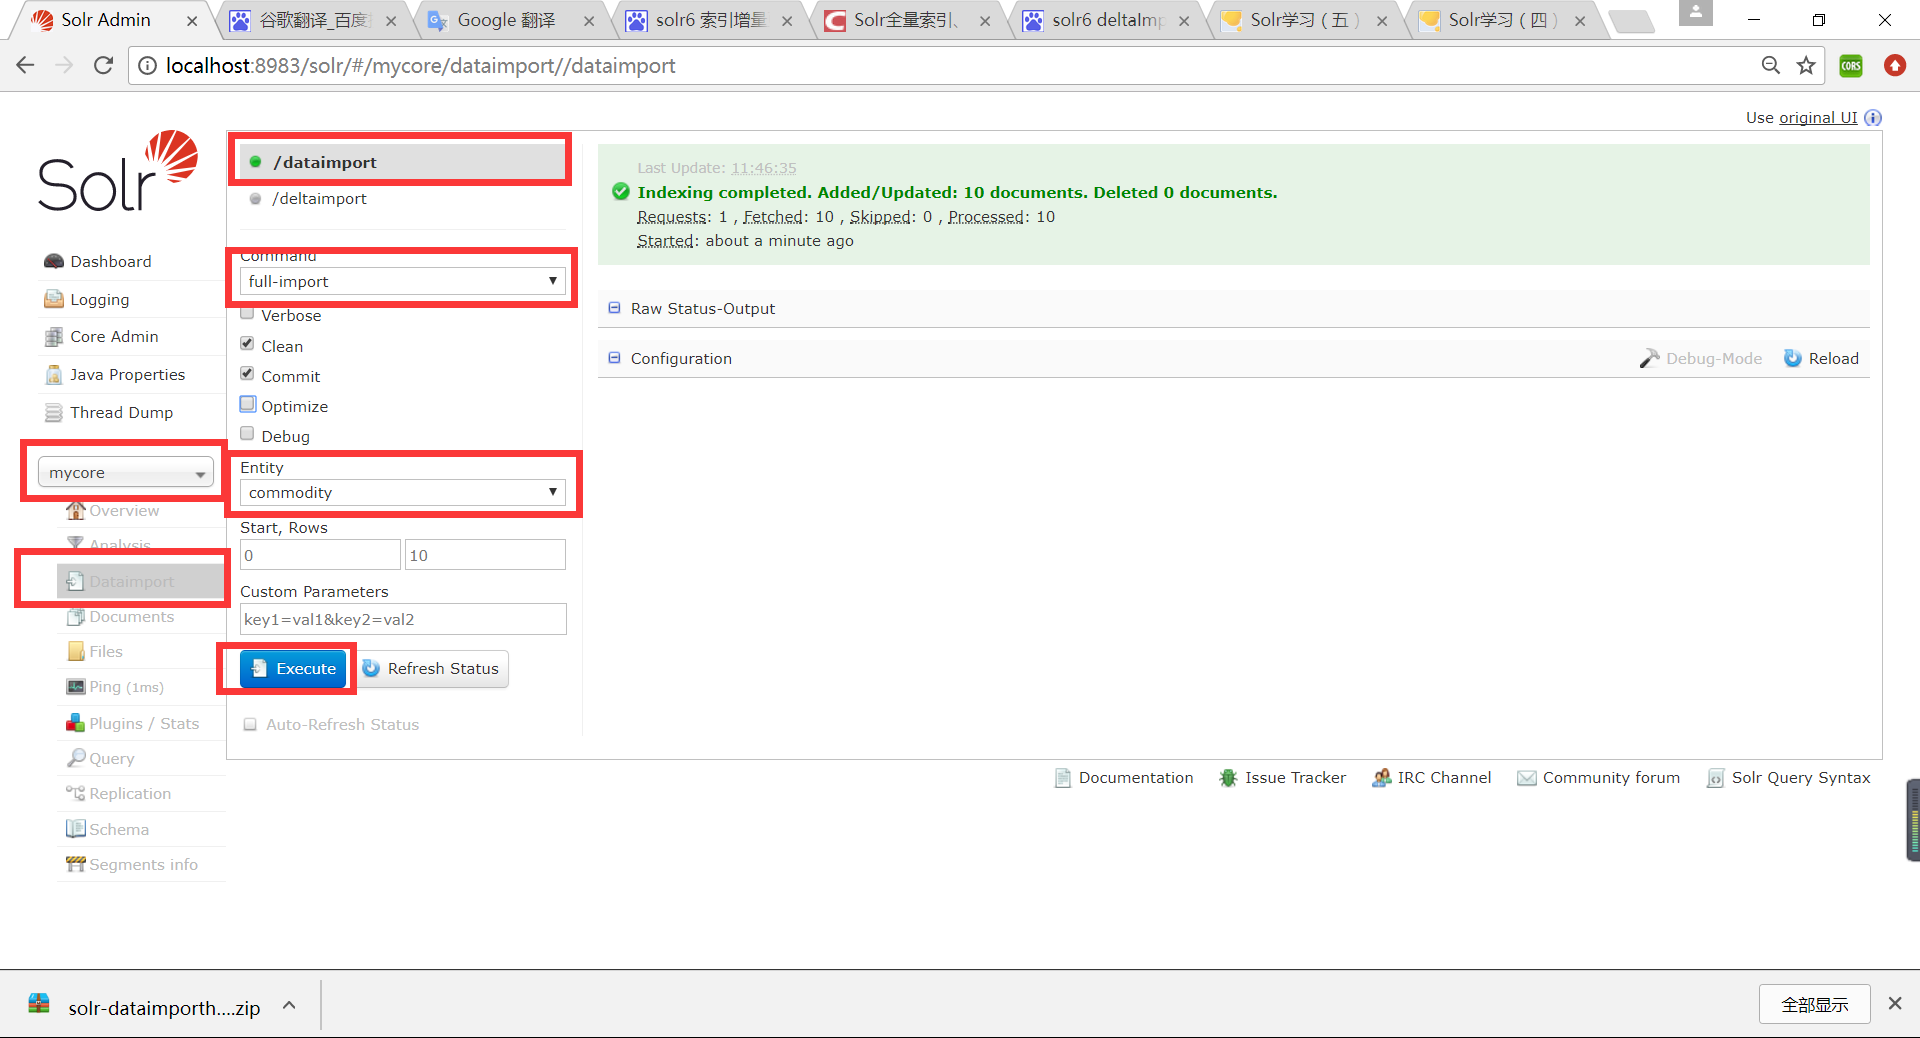 Solr Admin
谷歌翻译_百度
Google 翻译
solr6 索引增量
Solr全量索引、
solr6 deltaImp
Solr学习（五）
Solr学习（四）
localhost:8983/solr/#/mycore/dataimport//dataimport
CORS
Use original UI
Solr
/dataimport
/deltaimport
Last Update: 11:46:35
Indexing completed. Added/Updated: 10 documents. Deleted 0 documents.
Requests: 1 , Fetched: 10 , Skipped: 0 , Processed: 10
Started: about a minute ago
Dashboard
Logging
Core Admin
Java Properties
Thread Dump
mycore
Overview
Analysis
Dataimport
Documents
Files
Ping (1ms)
Plugins / Stats
Query
Replication
Schema
Segments info
Command
full-import
Verbose
Clean
Commit
Optimize
Debug
Entity
commodity
Start, Rows
0 10
Custom Parameters
key1=val1&key2=val2
Execute Refresh Status
Auto-Refresh Status
Raw Status-Output
Configuration Debug-Mode Reload
Documentation Issue Tracker IRC Channel Community forum Solr Query Syntax
solr-dataimporth....zip
全部显示